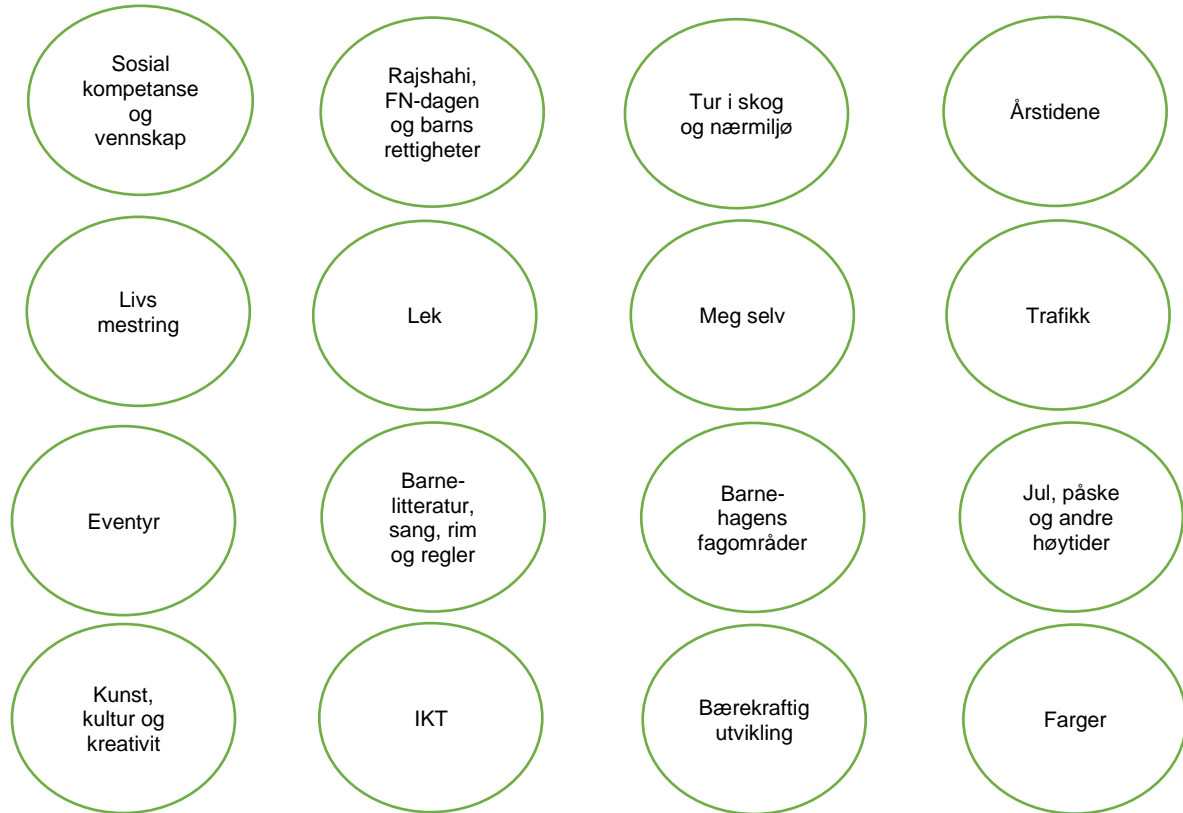 Sosial
kompetanse
og
vennskap
Rajshahi,
FN-dagen
og barns
rettigheter
Tur i skog
og nærmiljø
Årstidene
Livs
mestring
Lek
Meg selv
Trafikk
Eventyr
Barne-
litteratur,
sang, rim
og regler
Barne-
hagens
fagområder
Jul, påske
og andre
høytider
Kunst,
kultur og
kreativit
IKT
Bærekraftig
utvikling
Farger